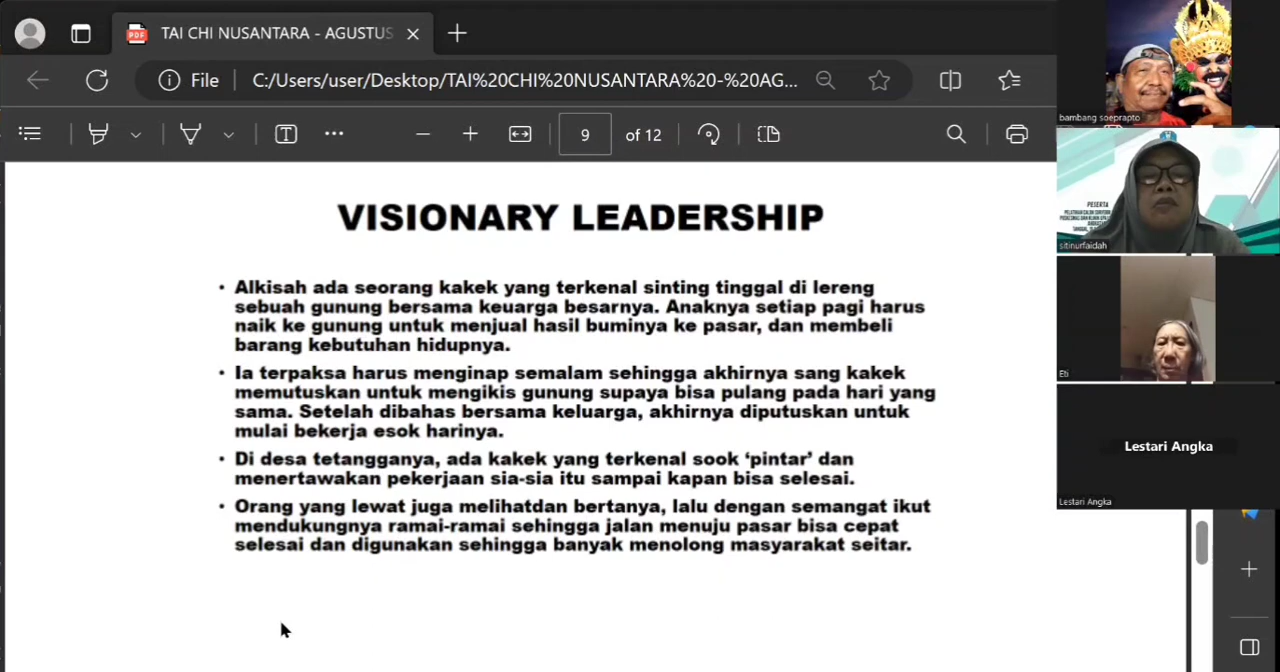 TAI CHI NUSANTARA - AGUSTUS
File
C:/Users/user/Desktop/TAI%20CHI%20NUSANTARA%20-%20AG...
9 of 12
VISIONARY LEADERSHIP
• Alkisah ada seorang kakek yang terkenal sinting tinggal di lereng
sebuah gunung bersama keuarga besarnya. Anaknya setiap pagi harus
naik ke gunung untuk menjual hasil buminya ke pasar, dan membeli
barang kebutuhan hidupnya.
• Ia terpaksa harus menginap semalam sehingga akhirnya sang kakek
memutuskan untuk mengikis gunung supaya bisa pulang pada hari yang
sama. Setelah dibahas bersama keluarga, akhirnya diputuskan untuk
mulai bekerja esok harinya.
• Di desa tetangganya, ada kakek yang terkenal sook ‘pintar’ dan
menertawakan pekerjaan sia-sia itu sampai kapan bisa selesai.
• Orang yang lewat juga melihatdan bertanya, lalu dengan semangat ikut
mendukungnya ramai-ramai sehingga jalan menuju pasar bisa cepat
selesai dan digunakan sehingga banyak menolong masyarakat seitar.
bambang soeprapto
PESERTA
sitinurfaidah
Eti
Lestari Angka
Lestari Angka